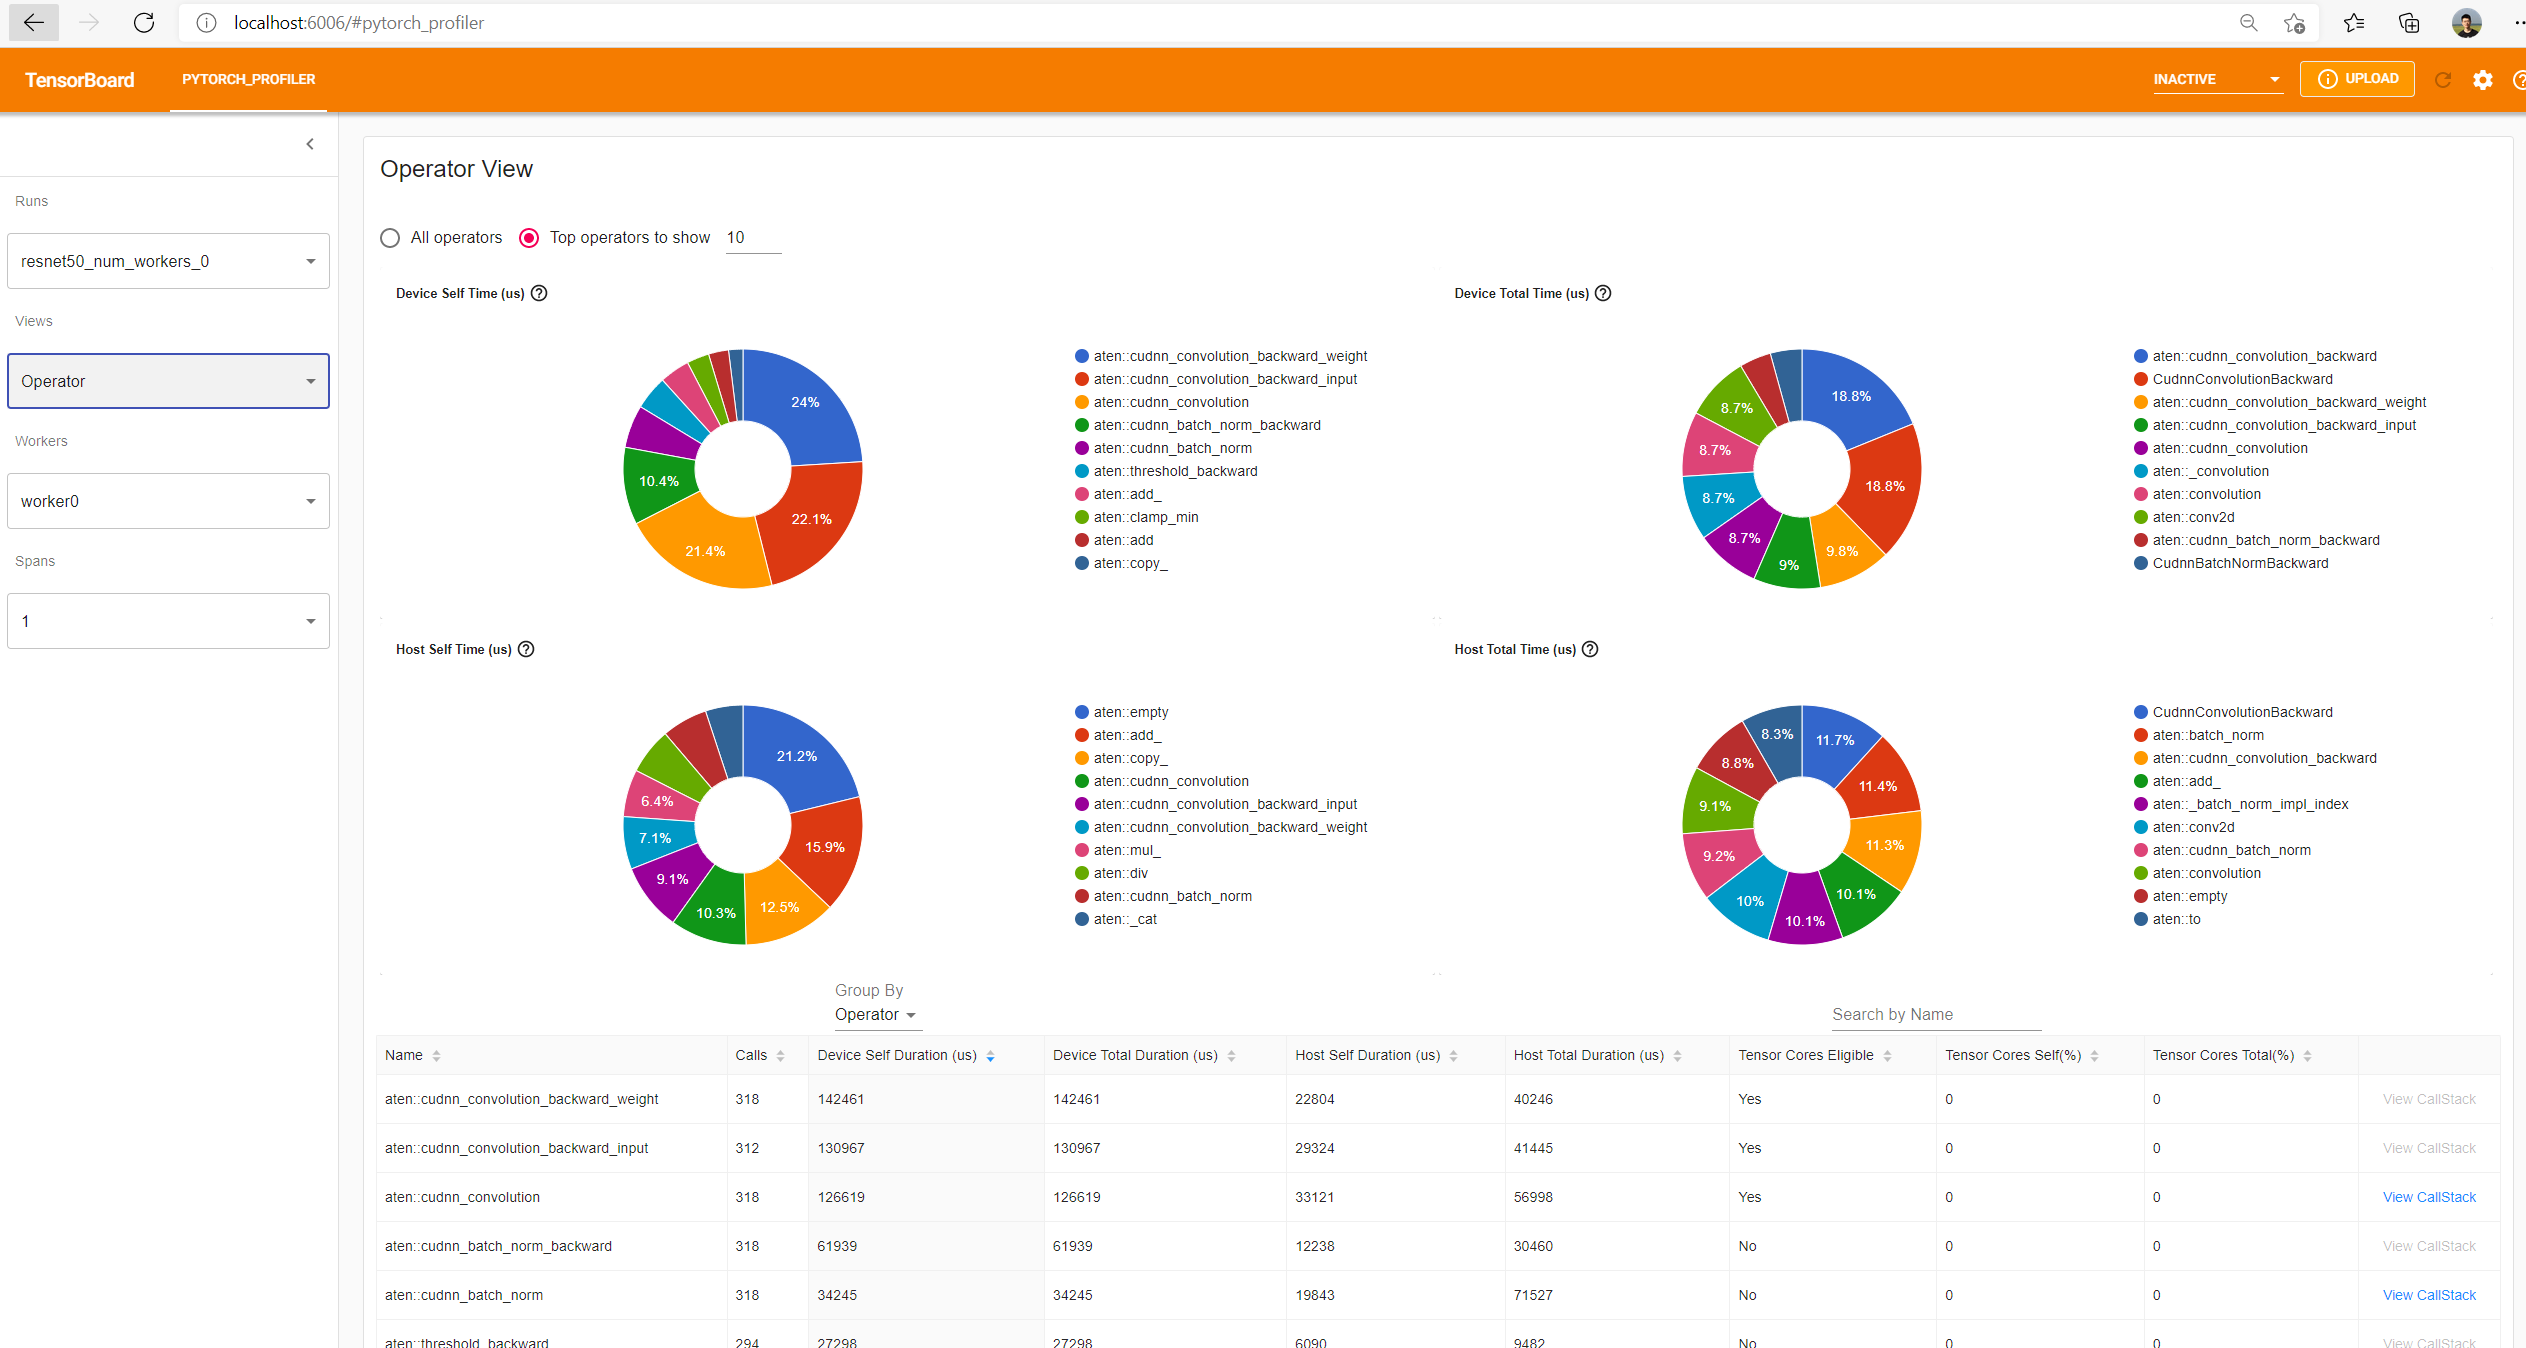 localhost:6006/#pytorch_profiler
TensorBoard PYTORCH_PROFILER INACTIVE UPLOAD
Runs
resnet50_num_workers_0
Views
Operator
Workers
worker0
Spans
1
Operator View
All operators Top operators to show 10
Device Self Time (us)
24%
22.1%
21.4%
10.4%
aten::cudnn_convolution_backward_weight
aten::cudnn_convolution_backward_input
aten::cudnn_convolution
aten::cudnn_batch_norm_backward
aten::cudnn_batch_norm
aten::threshold_backward
aten::add_
aten::clamp_min
aten::add
aten::copy_
Device Total Time (us)
18.8%
18.8%
9.8%
9%
8.7%
8.7%
8.7%
8.7%
aten::cudnn_convolution_backward
CudnnConvolutionBackward
aten::cudnn_convolution_backward_weight
aten::cudnn_convolution_backward_input
aten::cudnn_convolution
aten::_convolution
aten::convolution
aten::conv2d
aten::cudnn_batch_norm_backward
CudnnBatchNormBackward
Host Self Time (us)
21.2%
15.9%
12.5%
10.3%
9.1%
7.1%
6.4%
aten::empty
aten::add_
aten::copy_
aten::cudnn_convolution
aten::cudnn_convolution_backward_input
aten::cudnn_convolution_backward_weight
aten::mul_
aten::div
aten::cudnn_batch_norm
aten::_cat
Host Total Time (us)
11.7%
11.4%
11.3%
10.1%
10.1%
10%
9.2%
9.1%
8.8%
8.3%
CudnnConvolutionBackward
aten::batch_norm
aten::cudnn_convolution_backward
aten::add_
aten::_batch_norm_impl_index
aten::conv2d
aten::cudnn_batch_norm
aten::convolution
aten::empty
aten::to
Group By
Operator
Search by Name
Name Calls Device Self Duration (us) Device Total Duration (us) Host Self Duration (us) Host Total Duration (us) Tensor Cores Eligible Tensor Cores Self(%) Tensor Cores Total(%)
aten::cudnn_convolution_backward_weight 318 142461 142461 22804 40246 Yes 0 0 View CallStack
aten::cudnn_convolution_backward_input 312 130967 130967 29324 41445 Yes 0 0 View CallStack
aten::cudnn_convolution 318 126619 126619 33121 56998 Yes 0 0 View CallStack
aten::cudnn_batch_norm_backward 318 61939 61939 12238 30460 No 0 0 View CallStack
aten::cudnn_batch_norm 318 34245 34245 19843 71527 No 0 0 View CallStack
aten::threshold_backward 294 27298 27298 6090 9482 No 0 0 View CallStack